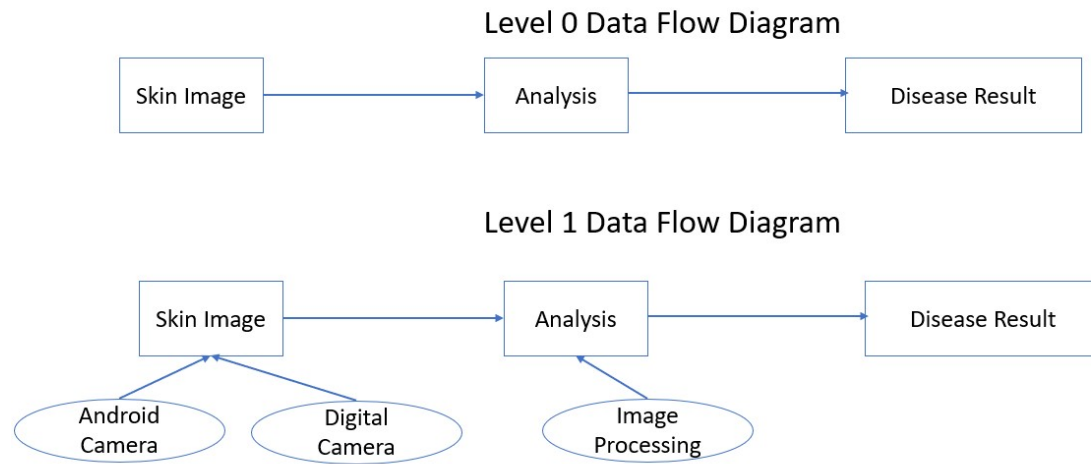 Level 0 Data Flow Diagram
Skin Image
Analysis
Disease Result
Level 1 Data Flow Diagram
Skin Image
Analysis
Disease Result
Android
Camera
Digital
Camera
Image
Processing